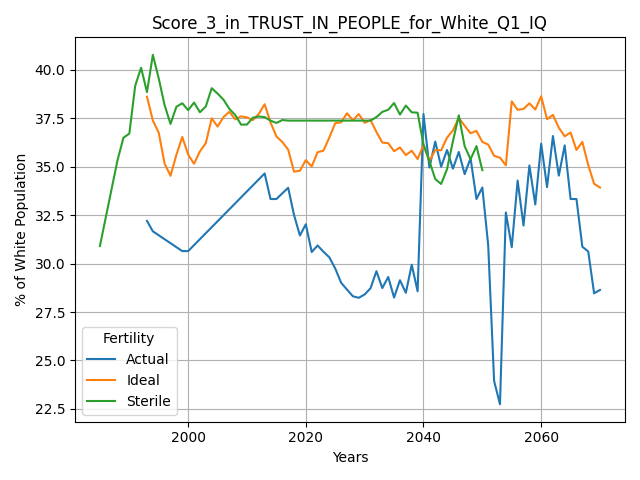 Score_3_in_TRUST_IN_PEOPLE_for_White_Q1_IQ
% of White Population
40.0
37.5
35.0
32.5
30.0
27.5
25.0
22.5
Fertility
Actual
Ideal
Sterile
2000
2020
2040
2060
Years